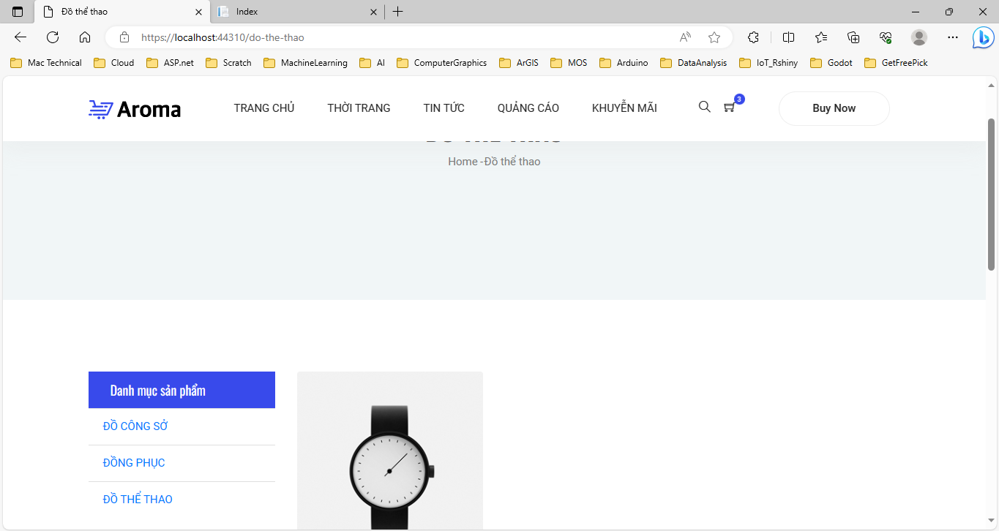 Đồ thể thao
Index
https://localhost:44310/do-the-thao
Mac Technical
Cloud
ASP.net
Scratch
MachineLearning
AI
ComputerGraphics
ArGIS
MOS
Arduino
DataAnalysis
IoT_Rshiny
Godot
GetFreePick
Aroma
TRANG CHỦ
THỜI TRANG
TIN TỨC
QUẢNG CÁO
KHUYỄN MÃI
3
Buy Now
Home -Đồ thể thao
Danh mục sản phẩm
ĐỒ CÔNG SỞ
ĐỒNG PHỤC
ĐỒ THỂ THAO